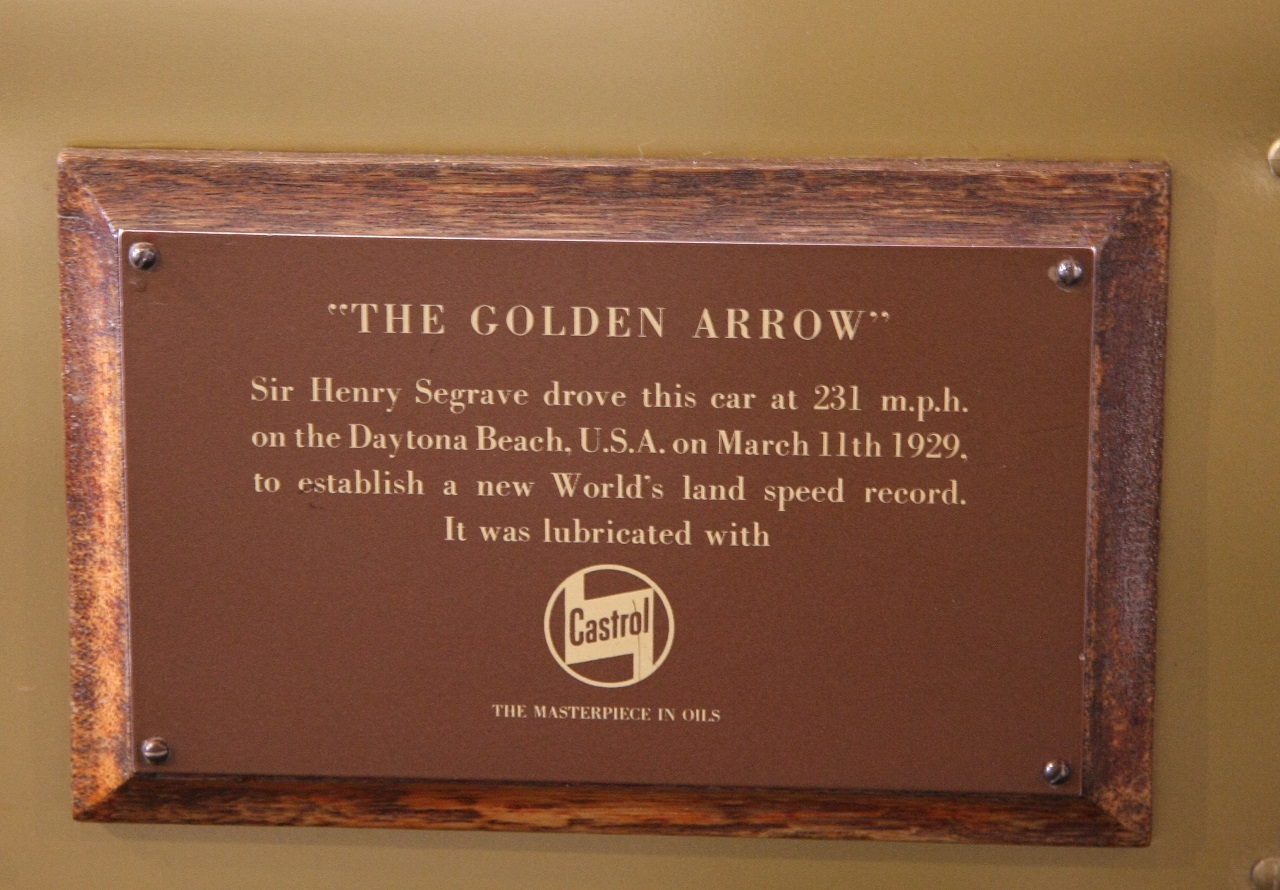 “THE GOLDEN ARROW”
Sir Henry Segrave drove this car at 231 m.p.h.
on the Daytona Beach, U.S.A. on March 11th 1929,
to establish a new World's land speed record.
It was lubricated with
Castrol
THE MASTERPIECE IN OILS